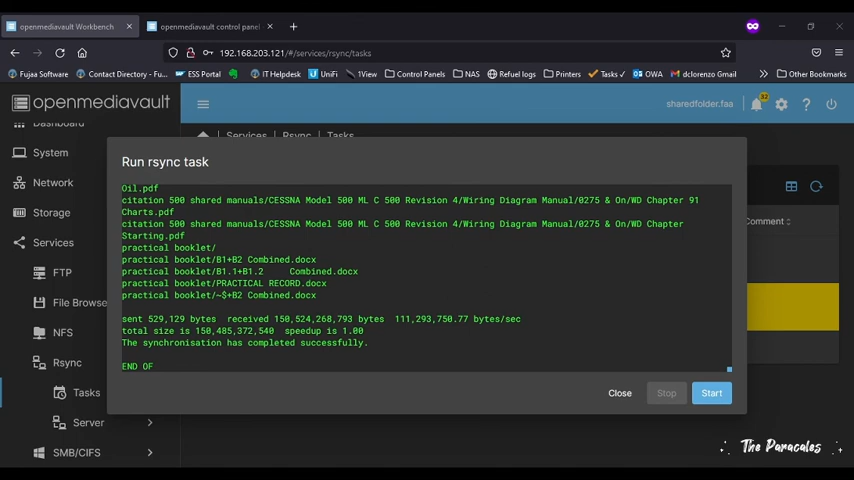 openmediavault Workbench
openmediavault control panel
192.168.203.121/#/services/rsync/tasks
Fujaa Software
Contact Directory - Fu...
ESS Portal
IT Helpdesk
UniFi
1View
Control Panels
NAS
Refuel logs
Printers
Tasks ✓
OWA
dclorenzo Gmail
Other Bookmarks
openmediavault
sharedfolder.faa
32
Dashboard
Services
Rsync
Tasks
System
Network
Storage
Services
FTP
File Browse
NFS
Rsync
Tasks
Server
SMB/CIFS
Comment
Run rsync task
Oil.pdf
citation 500 shared manuals/CESSNA Model 500 ML C 500 Revision 4/Wiring Diagram Manual/0275 & On/WD Chapter 91
Charts.pdf
citation 500 shared manuals/CESSNA Model 500 ML C 500 Revision 4/Wiring Diagram Manual/0275 & On/WD Chapter
Starting.pdf
practical booklet/
practical booklet/B1+B2 Combined.docx
practical booklet/B1.1+B1.2 Combined.docx
practical booklet/PRACTICAL RECORD.docx
practical booklet/~$+B2 Combined.docx
sent 529,129 bytes received 150,524,268,793 bytes 111,293,750.77 bytes/sec
total size is 150,485,372,540 speedup is 1.00
The synchronisation has completed successfully.
END OF
Close
Stop
Start
The Paracales